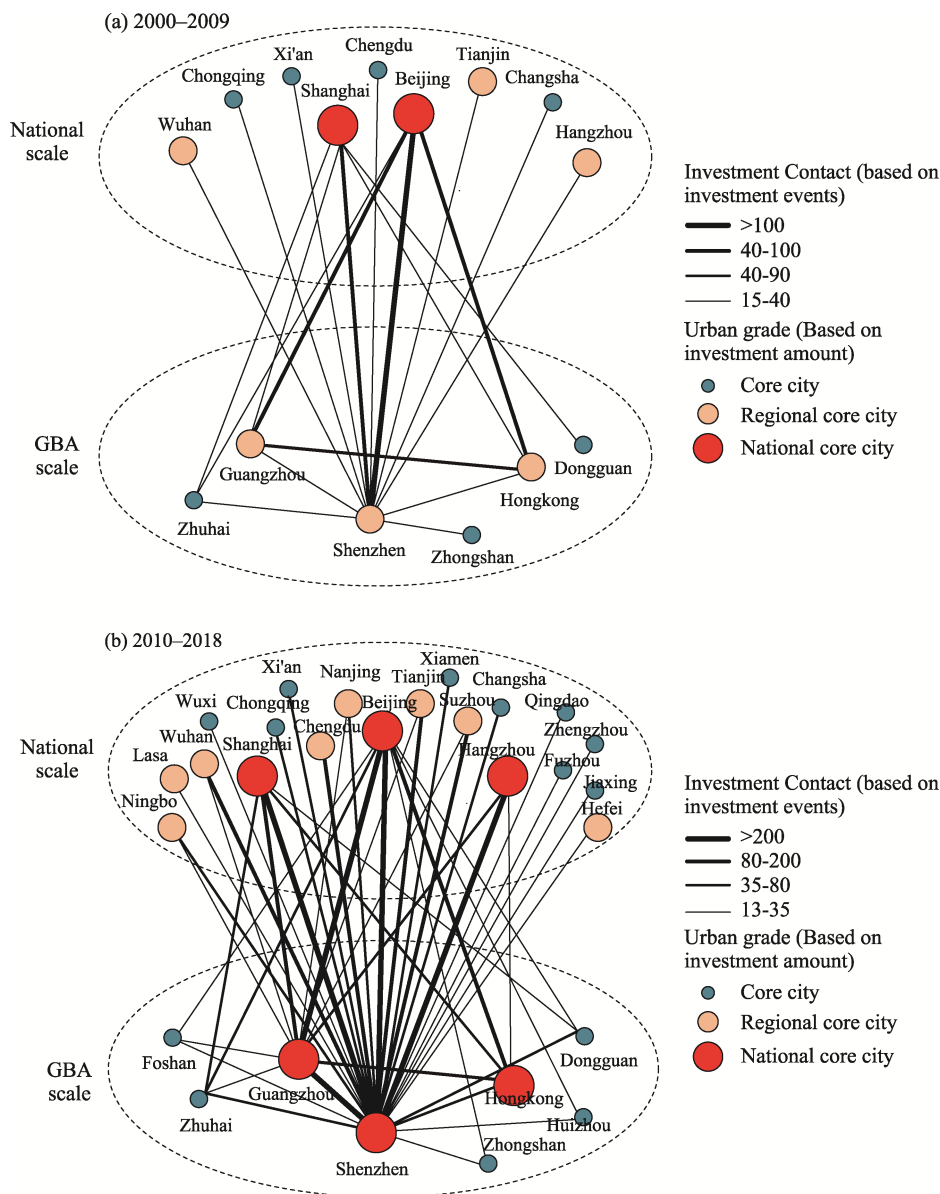 (a) 2000–2009
Chengdu
Xi'an
Tianjin
Chongqing
Beijing
Changsha
Shanghai
Wuhan
Hangzhou
National
scale
Investment Contact (based on
investment events)
>100
40-100
40-90
15-40
Urban grade (Based on
investment amount)
Core city
Regional core city
National core city
GBA
scale
Guangzhou
Dongguan
Hongkong
Zhuhai
Shenzhen
Zhongshan
(b) 2010–2018
Xiamen
Xi'an
Nanjing
Tianjin
Changsha
Wuxi
Chongqing
Beijing
Suzhou
Qingdao
Chengdu
Zhengzhou
Wuhan
Shanghai
Hangzhou
Lasa
Fuzhou
Jiaxing
Ningbo
Hefei
National
scale
Investment Contact (based on
investment events)
>200
80-200
35-80
13-35
Urban grade (Based on
investment amount)
Core city
Regional core city
National core city
GBA
scale
Foshan
Dongguan
Guangzhou
Hongkong
Zhuhai
Huizhou
Zhongshan
Shenzhen